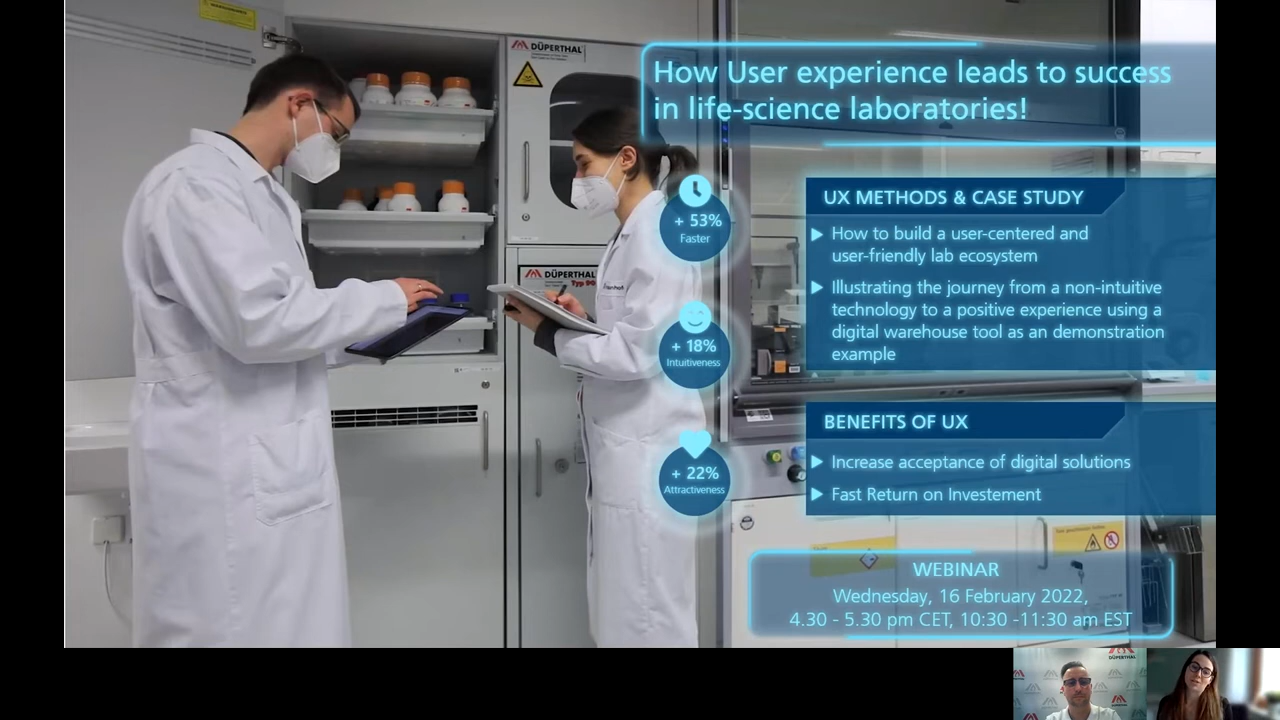 DÜPERTHAL
DÜPERTHAL
Typ 90
How User experience leads to success
in life-science laboratories!
+ 53%
Faster
+ 18%
Intuitiveness
+ 22%
Attractiveness
UX METHODS & CASE STUDY
How to build a user-centered and
user-friendly lab ecosystem
Illustrating the journey from a non-intuitive
technology to a positive experience using a
digital warehouse tool as an demonstration
example
BENEFITS OF UX
Increase acceptance of digital solutions
Fast Return on Investement
WEBINAR
Wednesday, 16 February 2022,
4.30 - 5.30 pm CET, 10:30 -11:30 am EST
DÜPERTHAL